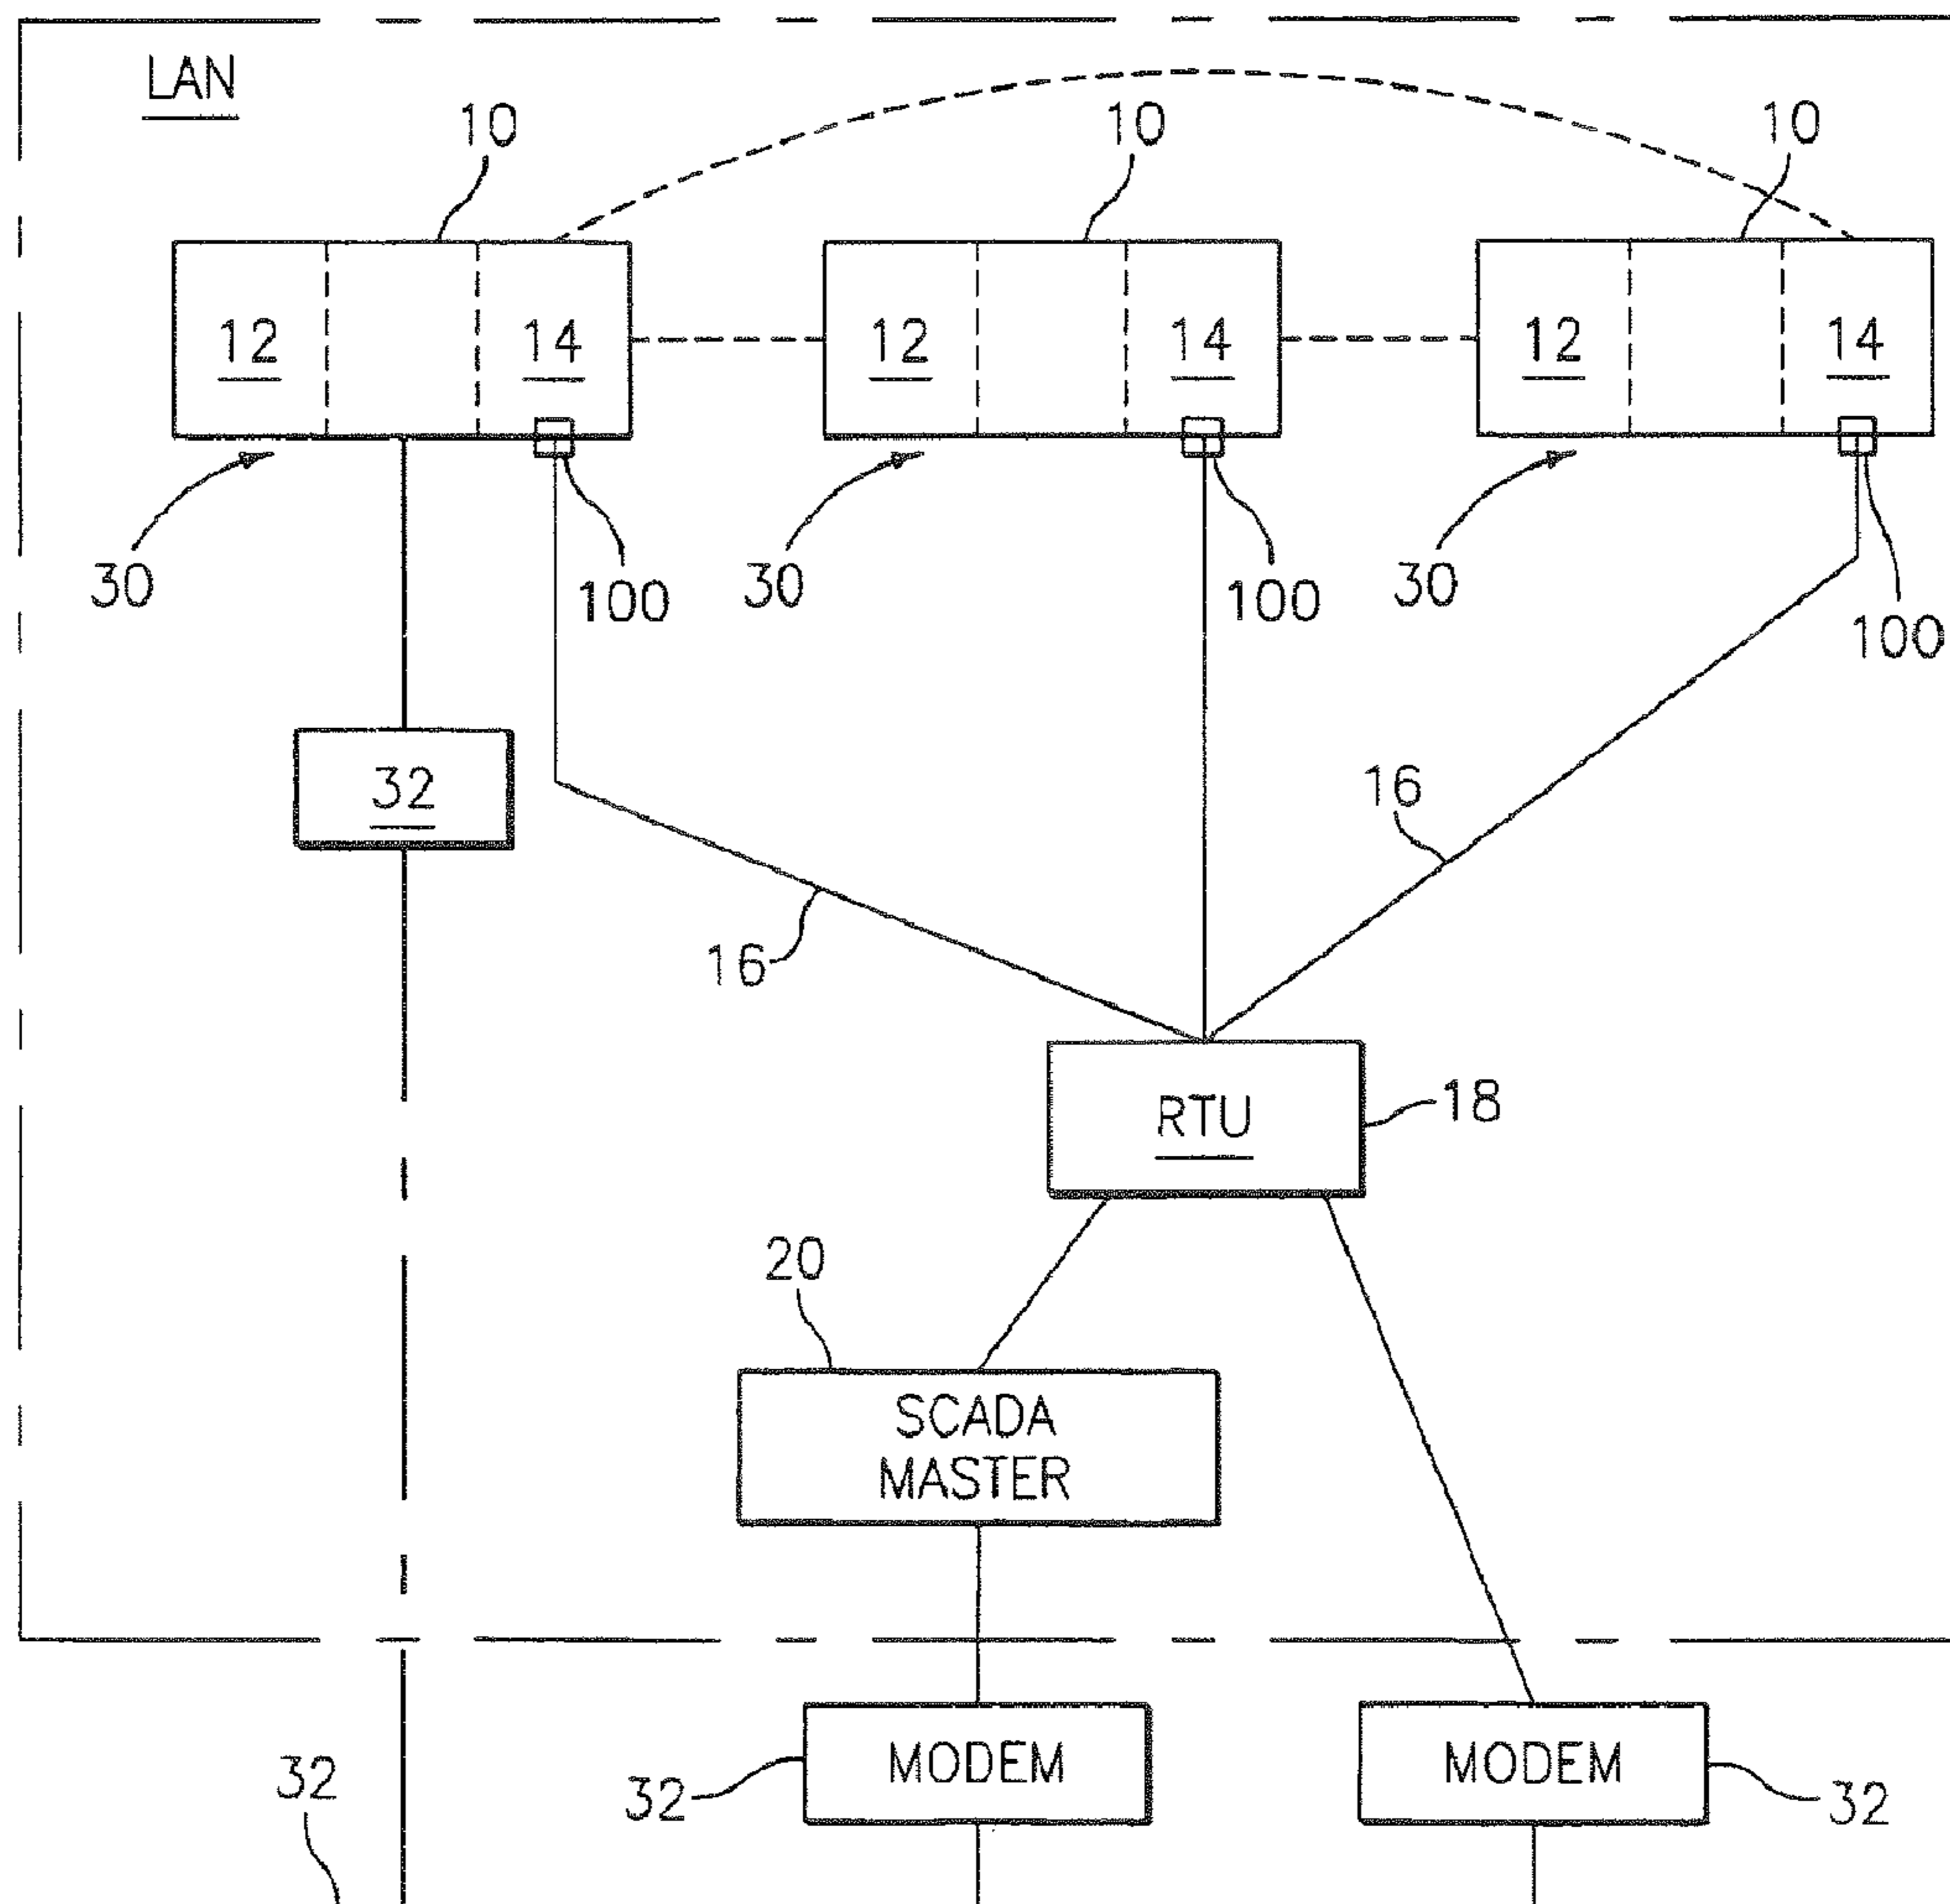 LAN
10 10 10
12 14 12 14 12 14
30 100 30 100 30 100
32
16
16
RTU 18
20
SCADA
MASTER
32
32 MODEM
MODEM 32